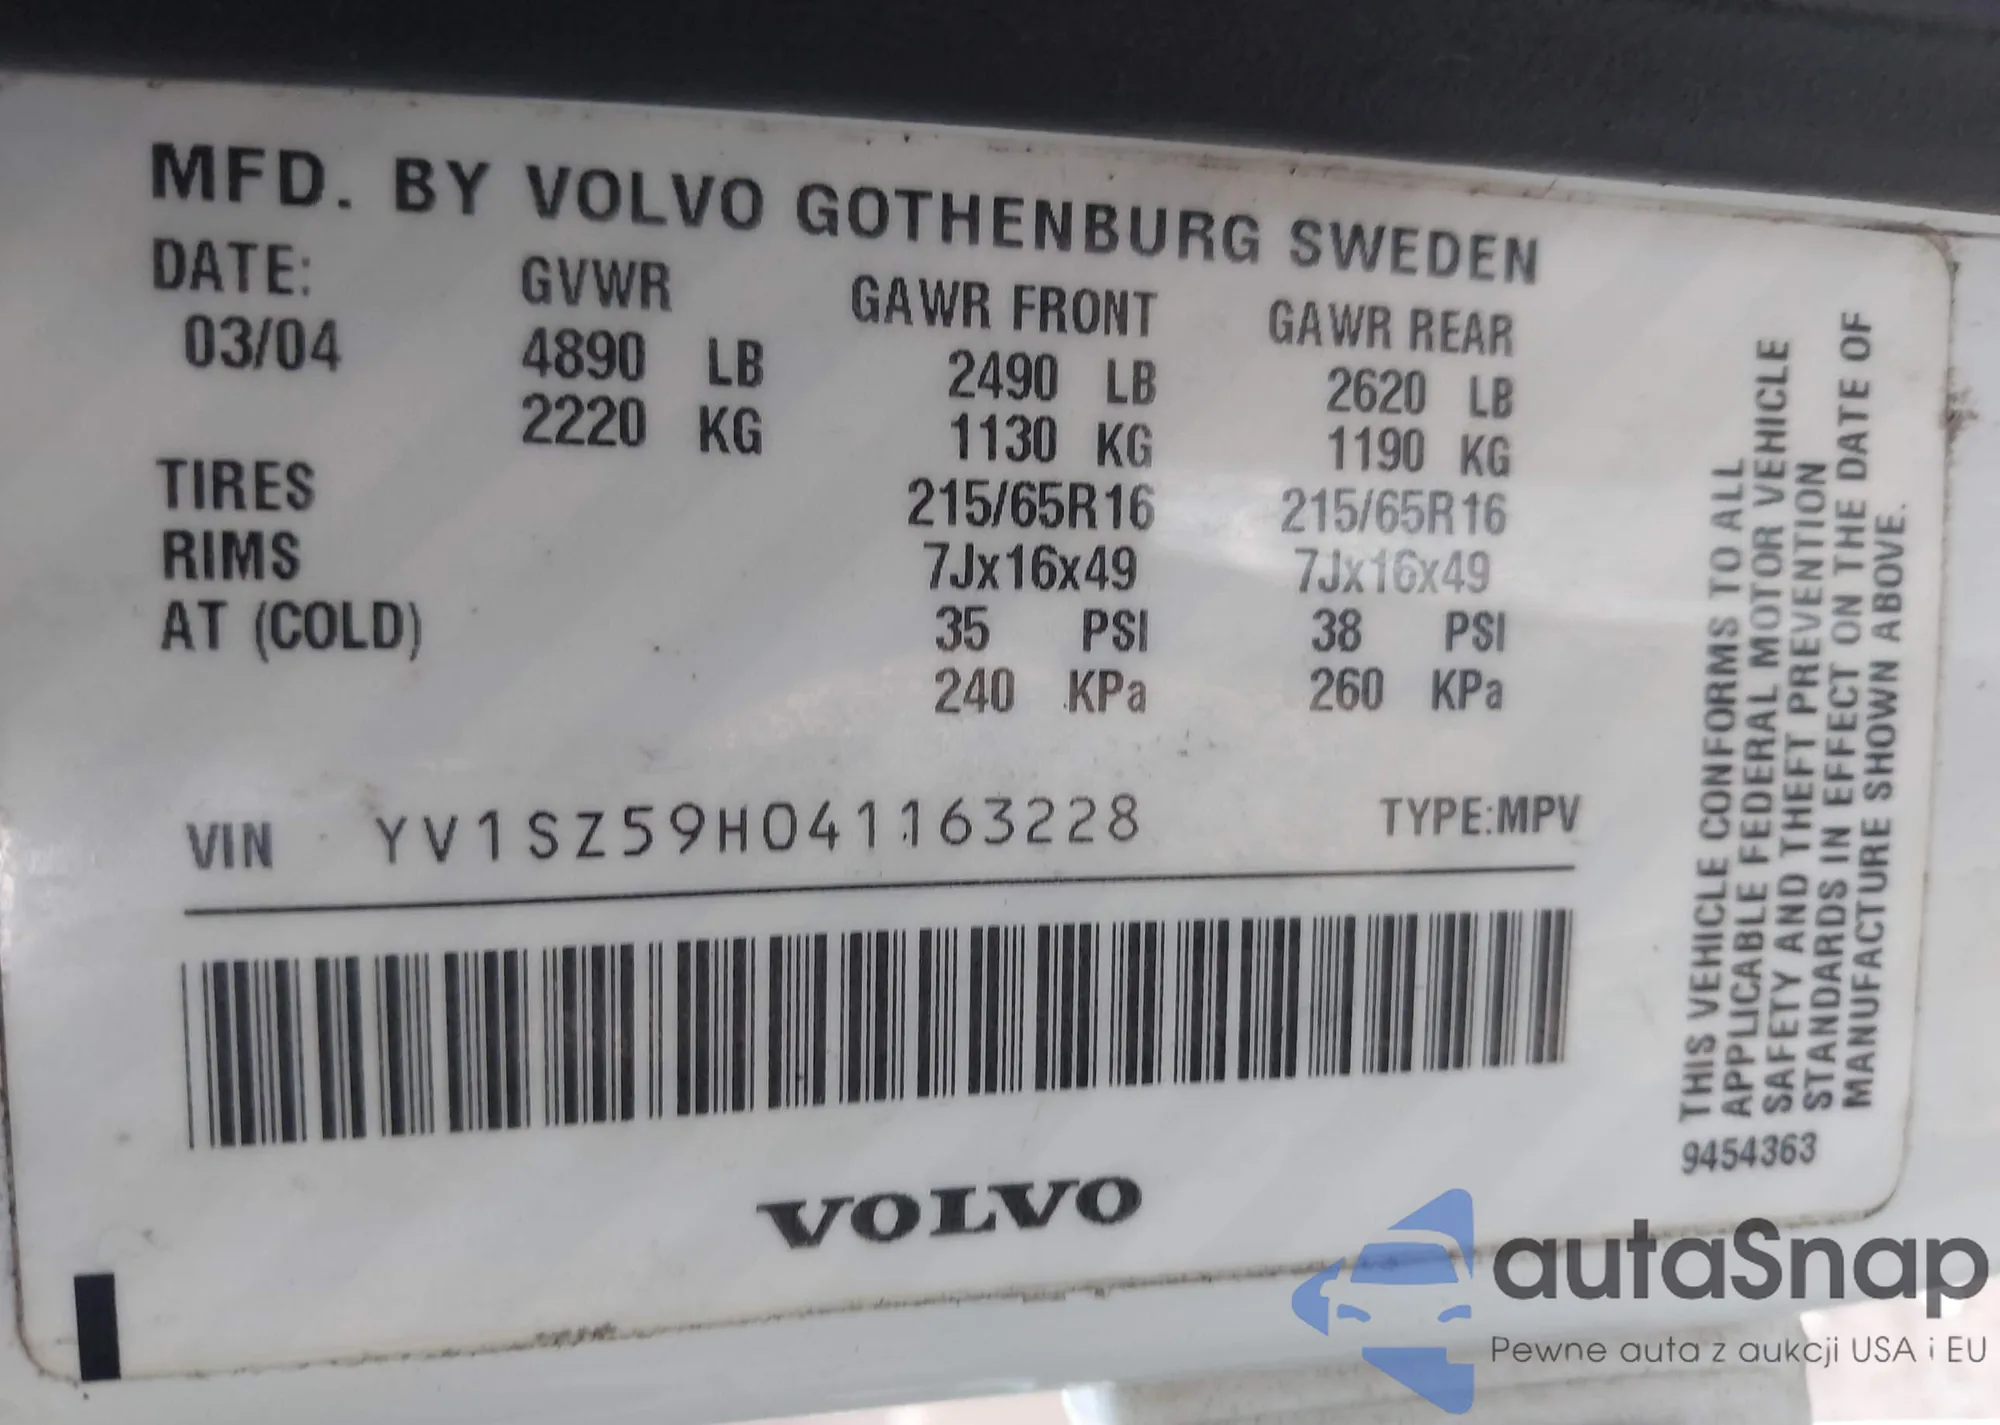 MFD. BY VOLVO GOTHENBURG SWEDEN
DATE: GVWR GAWR FRONT GAWR REAR
03/04 4890 LB 2490 LB 2620 LB
2220 KG 1130 KG 1190 KG
TIRES 215/65R16 215/65R16
RIMS 7Jx16x49 7Jx16x49
AT (COLD) 35 PSI 38 PSI
240 KPa 260 KPa
VIN YV1SZ59H041163228 TYPE:MPV
VOLVO
THIS VEHICLE CONFORMS TO ALL
APPLICABLE FEDERAL MOTOR VEHICLE
SAFETY AND THEFT PREVENTION
STANDARDS IN EFFECT ON THE DATE OF
MANUFACTURE SHOWN ABOVE.
9454363
autaSnap
Pewne auta z aukcji USA i EU